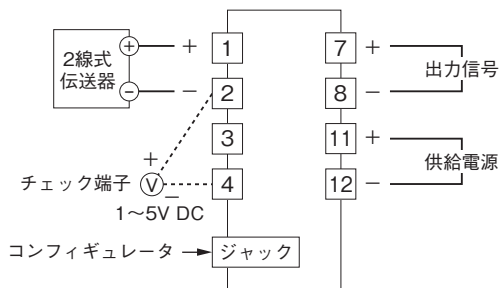 2線式
伝送器
+
−
+
−
1
2
3
4
7
8
11
12
+
−
出力信号
+
−
供給電源
+
チェック端子
V
−
1〜5V DC
コンフィギュレータ
ジャック